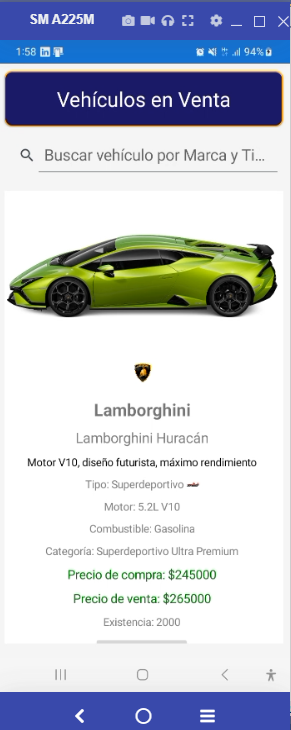 SM A225M
1:58
94%
Vehículos en Venta
Buscar vehículo por Marca y Ti...
Lamborghini
Lamborghini Huracán
Motor V10, diseño futurista, máximo rendimiento
Tipo: Superdeportivo
Motor: 5.2L V10
Combustible: Gasolina
Categoría: Superdeportivo Ultra Premium
Precio de compra: $245000
Precio de venta: $265000
Existencia: 2000